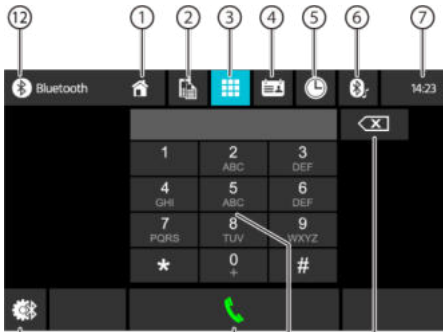 12 1 2 3 4 5 6 7
Bluetooth 14:23
1 2 3
ABC DEF
4 5 6
GHI ABC DEF
7 8 9
PQRS TUV WXYZ
* 0 #
+